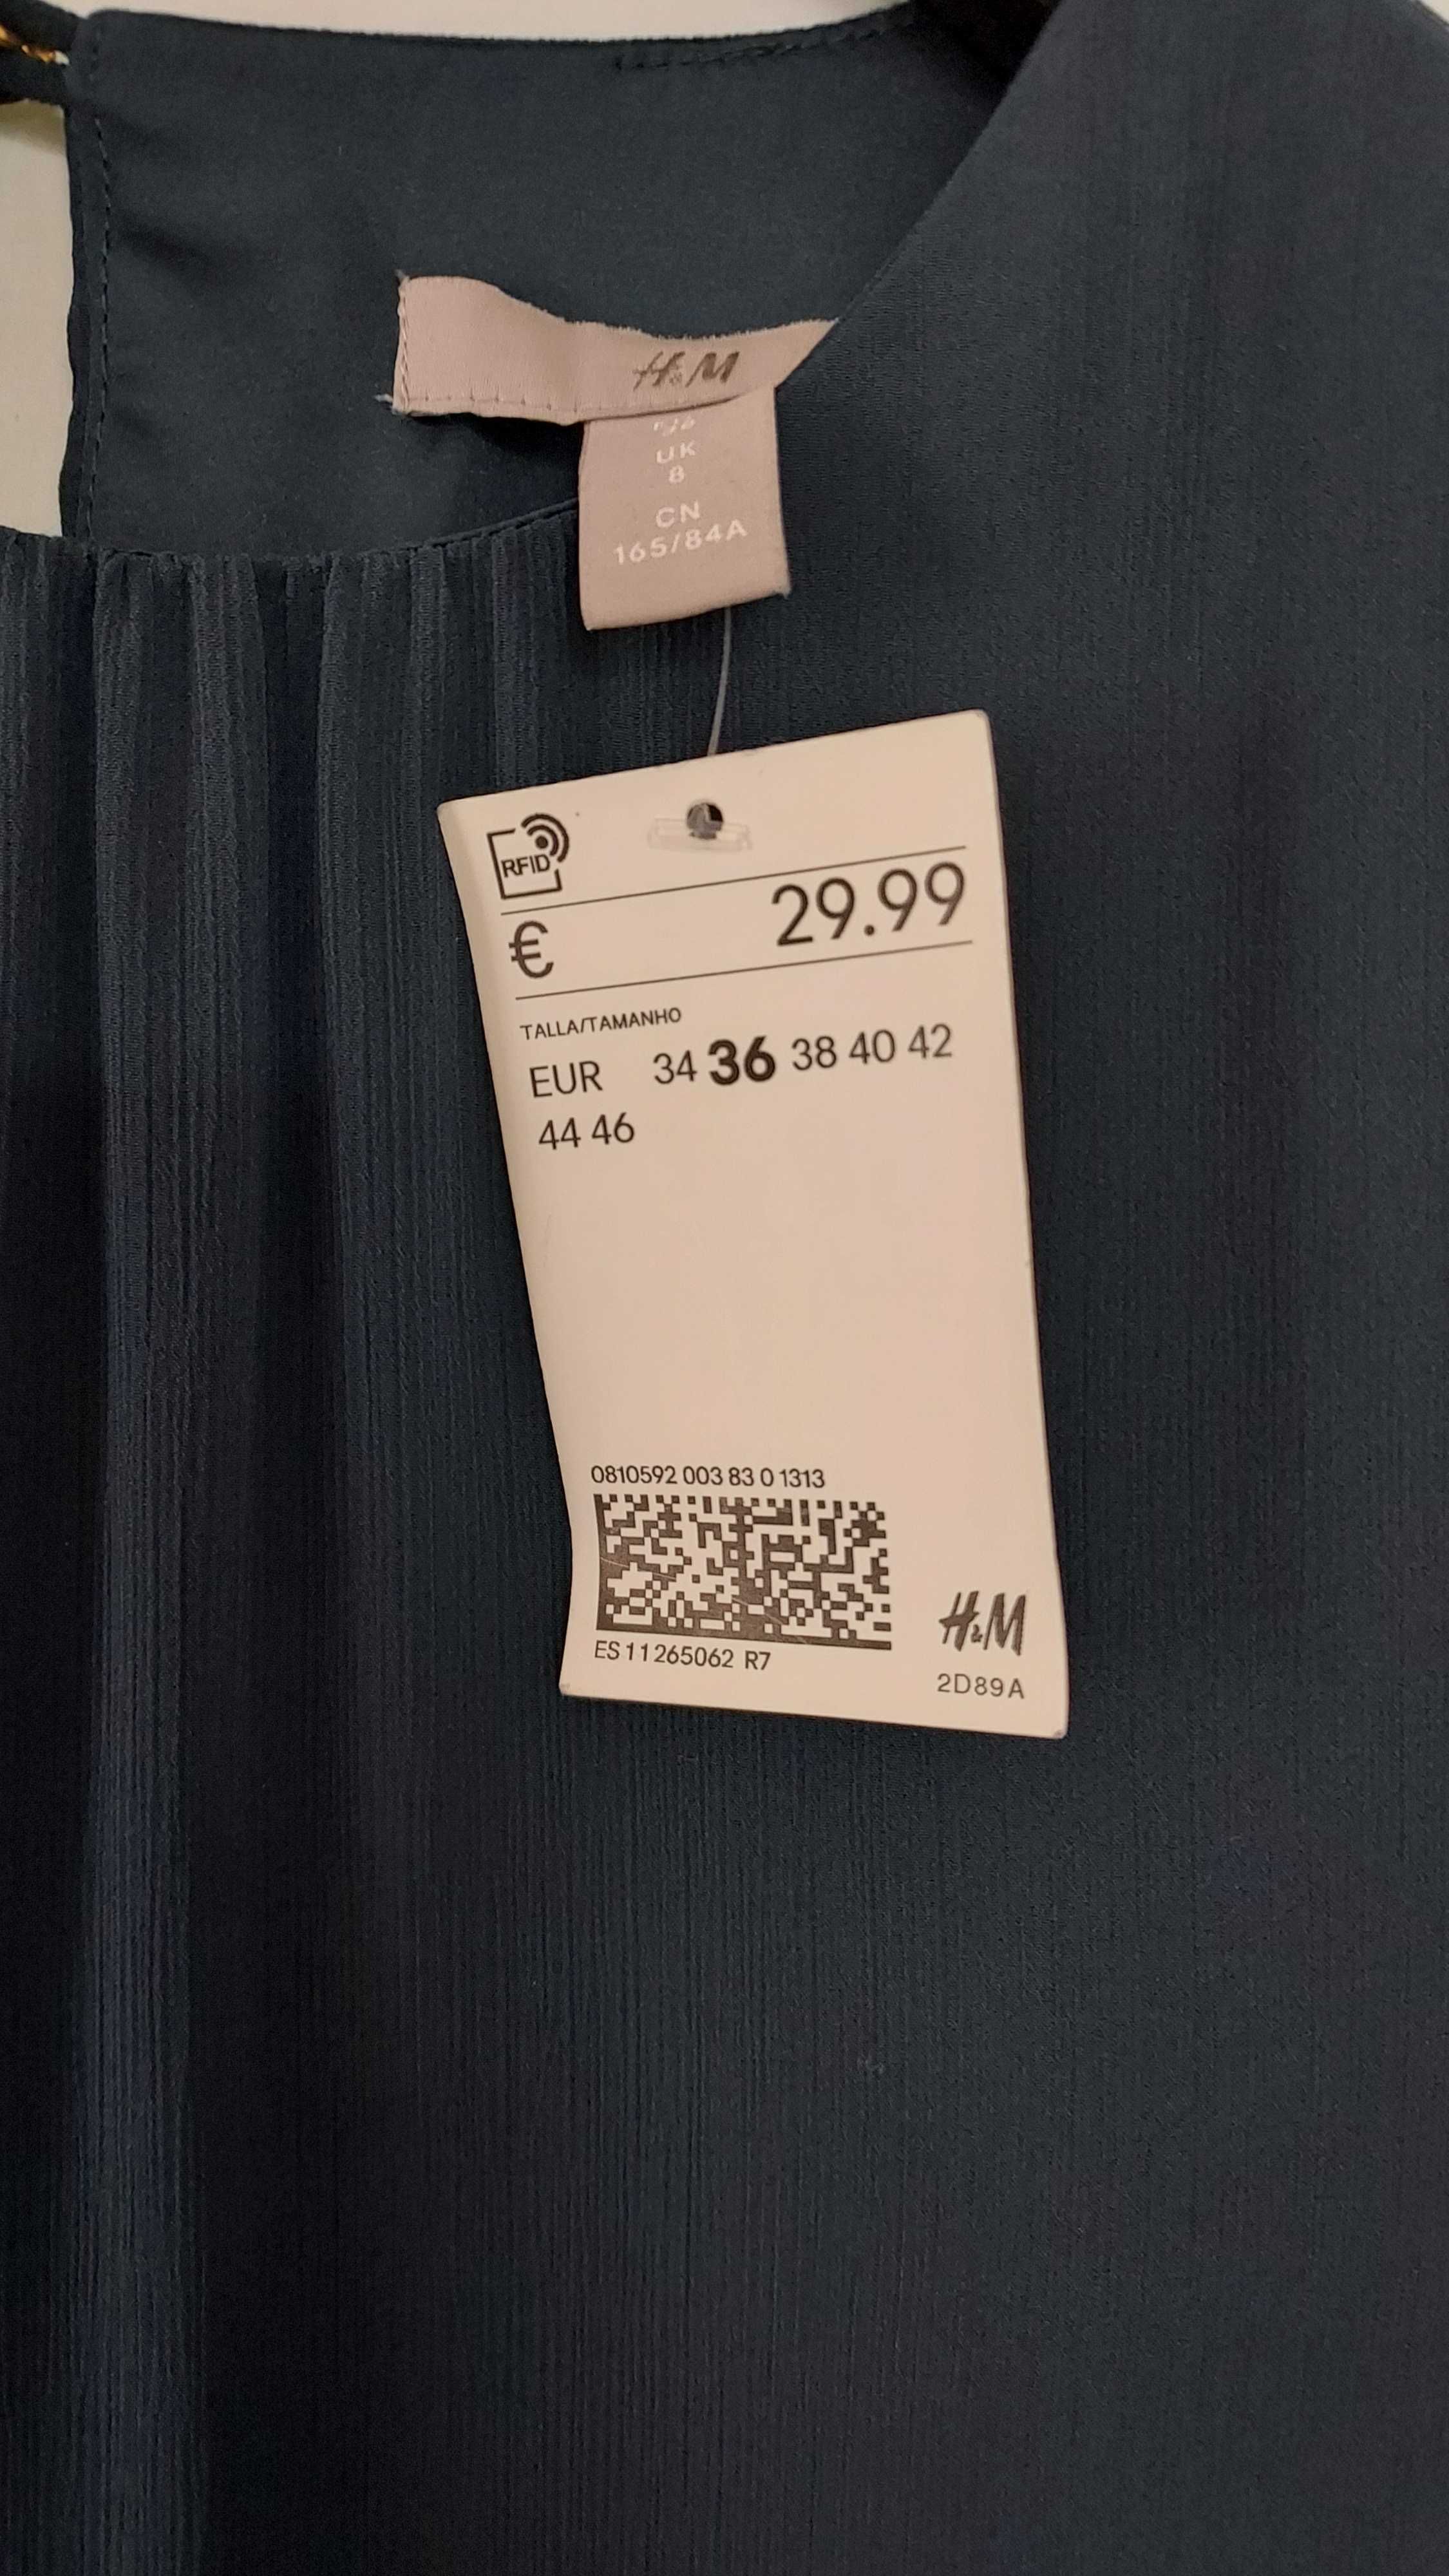 H&M
UK
8
CN
165/84A
RFID
€ 29.99
TALLA/TAMANHO
EUR 34 36 38 40 42
44 46
0810592 003 83 0 1313
ES 11265062 R7
H&M
2D89A